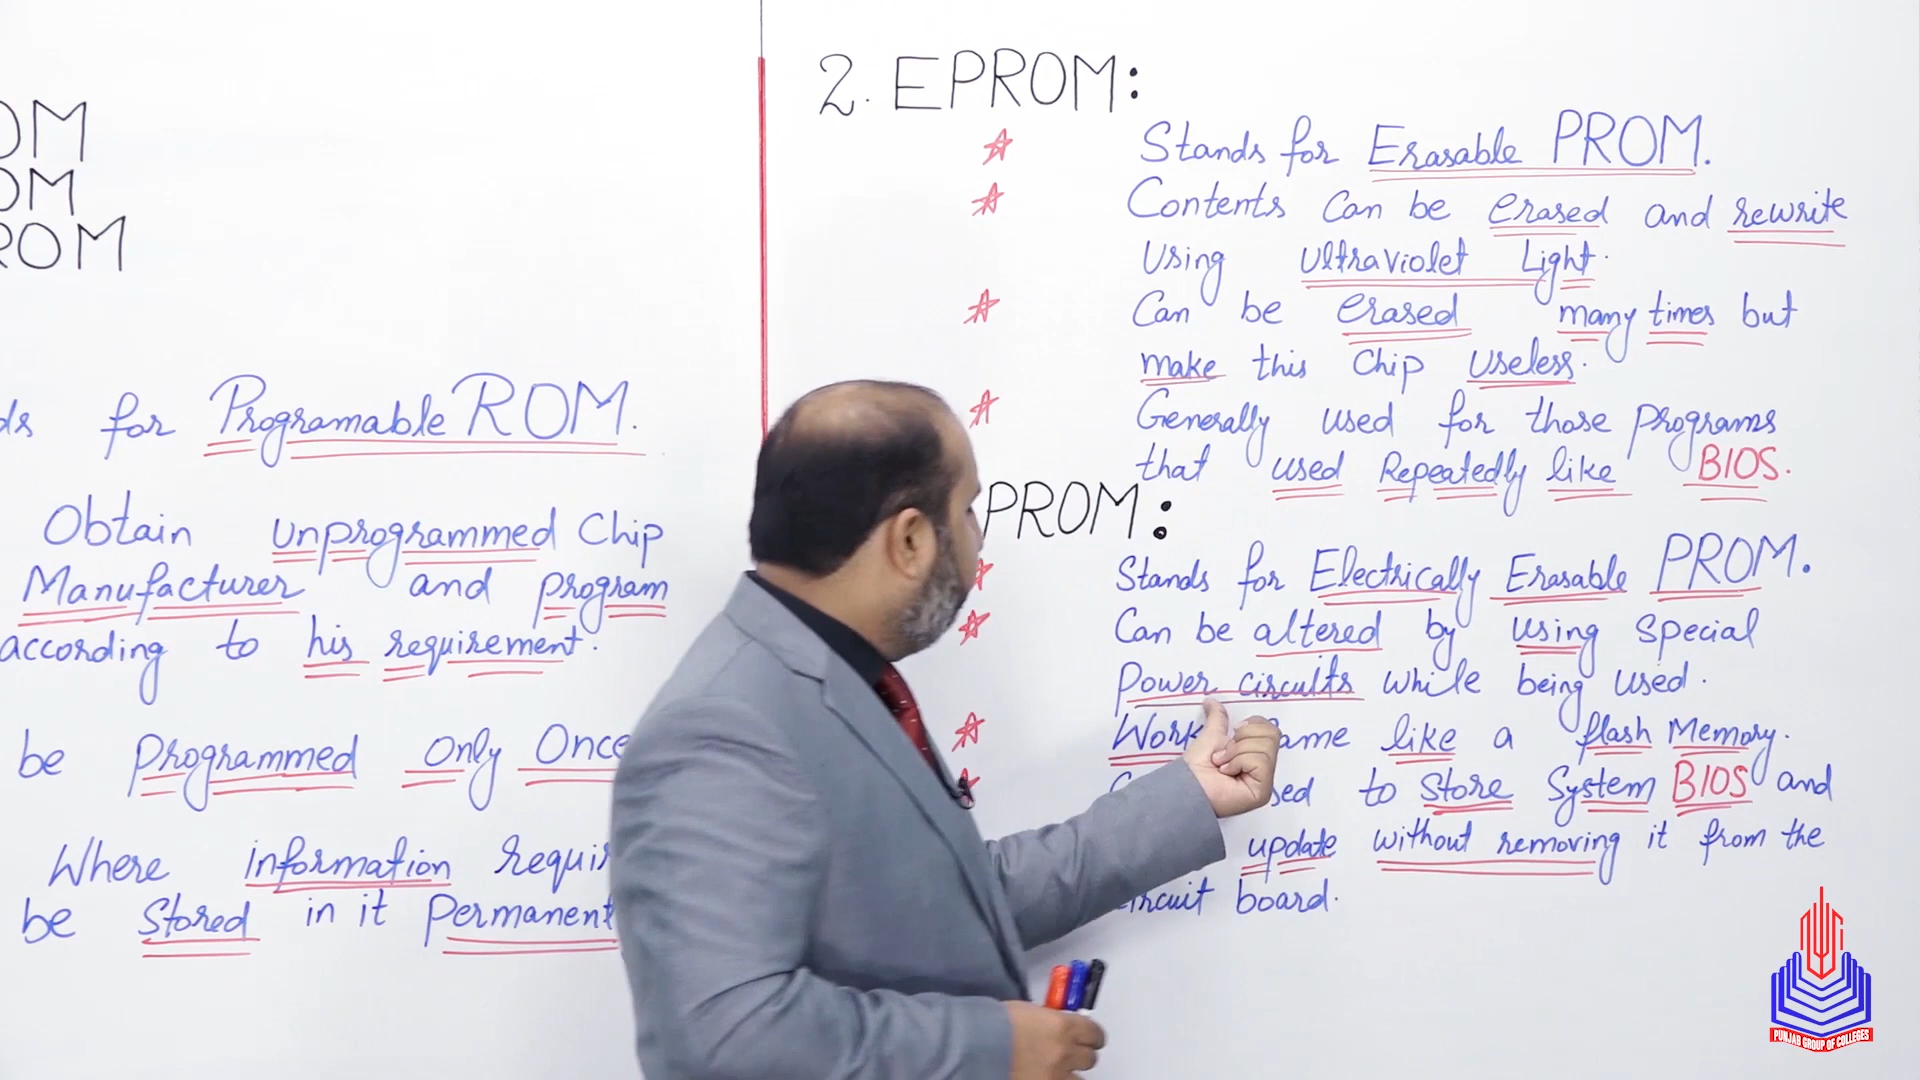 OM
OM
ROM
ds for Programable ROM.
Obtain unprogrammed Chip
Manufacturer and program
according to his requirement.
be Programmed Only Once
Where information requir
be Stored in it Permanent
2. EPROM:
Stands for Erasable PROM.
Contents can be erased and rewrite
using ultraviolet Light.
Can be erased many times but
make this Chip useless.
Generally used for those programs
that used Repeatedly like BIOS.
PROM:
Stands for Electrically Erasable PROM.
Can be altered by using special
Power circuits while being used.
Work ame like a flash Memory.
sed to store System BIOS and
update without removing it from the
ircuit board.
PUNJAB GROUP OF COLLEGES